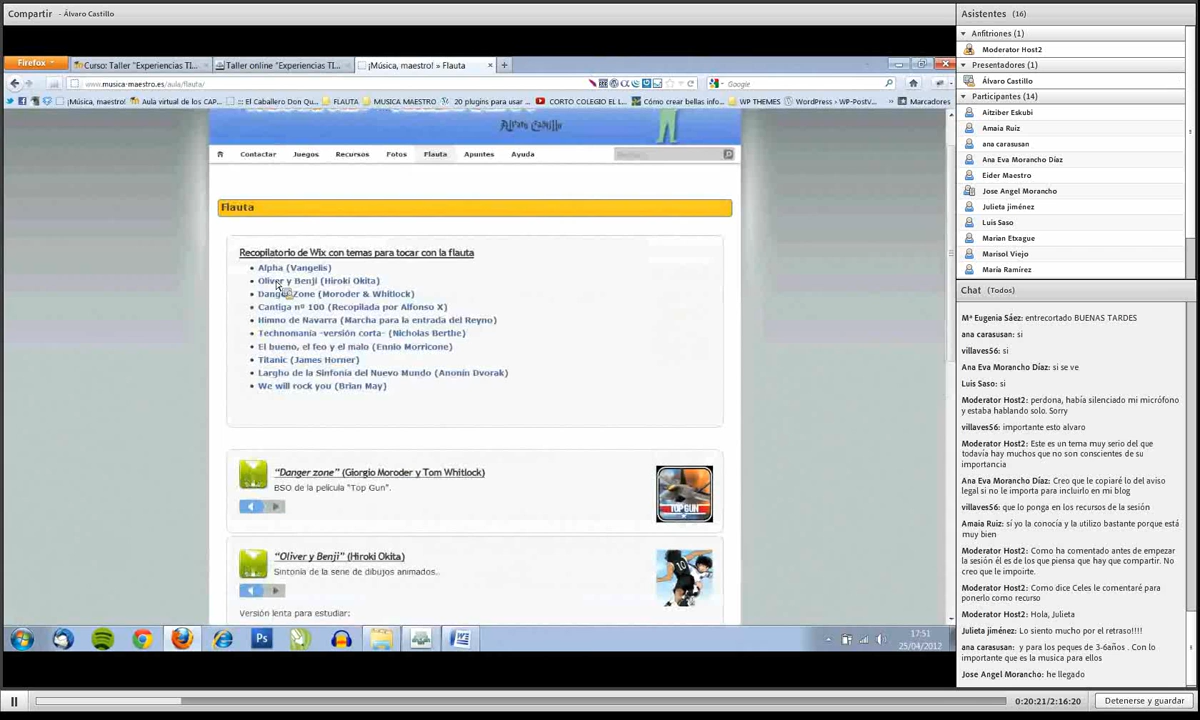 Compartir - Álvaro Castillo
Firefox
Curso: Taller "Experiencias TI...
Taller online "Experiencias TI...
¡Música, maestro! » Flauta
www.musica-maestro.es/aula/flauta/
Google
¡Música, maestro!
Aula virtual de los CAP...
:: El Caballero Don Qu...
FLAUTA
MUSICA MAESTRO
20 plugins para usar ...
CORTO COLEGIO EL L...
Cómo crear bellas info...
WP THEMES
WordPress › WP-PostV...
Marcadores
Álvaro Castillo
Contactar
Juegos
Recursos
Fotos
Flauta
Apuntes
Ayuda
Flauta
Recopilatorio de Wix con temas para tocar con la flauta
Alpha (Vangelis)
Oliver y Benji (Hiroki Okita)
Danger Zone (Moroder & Whitlock)
Cantiga nº 100 (Recopilada por Alfonso X)
Himno de Navarra (Marcha para la entrada del Reyno)
Technomanía -versión corta- (Nicholas Berthe)
El bueno, el feo y el malo (Ennio Morricone)
Titanic (James Horner)
Largho de la Sinfonía del Nuevo Mundo (Anonín Dvorak)
We will rock you (Brian May)
"Danger zone" (Giorgio Moroder y Tom Whitlock)
BSO de la película "Top Gun".
TOP GUN
"Oliver y Benji" (Hiroki Okita)
Sintonía de la serie de dibujos animados.
10
Versión lenta para estudiar:
Ps
17:51
25/04/2012
Asistentes (16)
Anfitriones (1)
Moderator Host2
Presentadores (1)
Álvaro Castillo
Participantes (14)
Aitziber Eskubi
Amaia Ruiz
ana carasusan
Ana Eva Morancho Díaz
Eider Maestro
Jose Angel Morancho
Julieta jiménez
Luis Saso
Marian Etxague
Marisol Viejo
María Ramírez
Chat (Todos)
Mª Eugenia Sáez: entrecortado BUENAS TARDES
ana carasusan: si
villaves56: si
Ana Eva Morancho Díaz: si se ve
Luis Saso: si
Moderator Host2: perdona, había silenciado mi micrófono
y estaba hablando solo. Sorry
villaves56: importante esto alvaro
Moderator Host2: Este es un tema muy serio del que
todavía hay muchos que no son conscientes de su
importancia
Ana Eva Morancho Díaz: Creo que le copiaré lo del aviso
legal si no le importa para incluirlo en mi blog
villaves56: que lo ponga en los recursos de la sesión
Amaia Ruiz: sí yo la conocía y la utilizo bastante porque está
muy bien
Moderator Host2: Como ha comentado antes de empezar
la sesión él es de los que piensa que hay que compartir. No
creo que le impoirte.
Moderator Host2: Como dice Celes le comentaré para
ponerlo como recurso
Moderator Host2: Hola, Julieta
Julieta jiménez: Lo siento mucho por el retraso!!!!
ana carasusan: y para los peques de 3-6años . Con lo
importante que es la musica para ellos
Jose Angel Morancho: he llegado
0:20:21/2:16:20
Detenerse y guardar